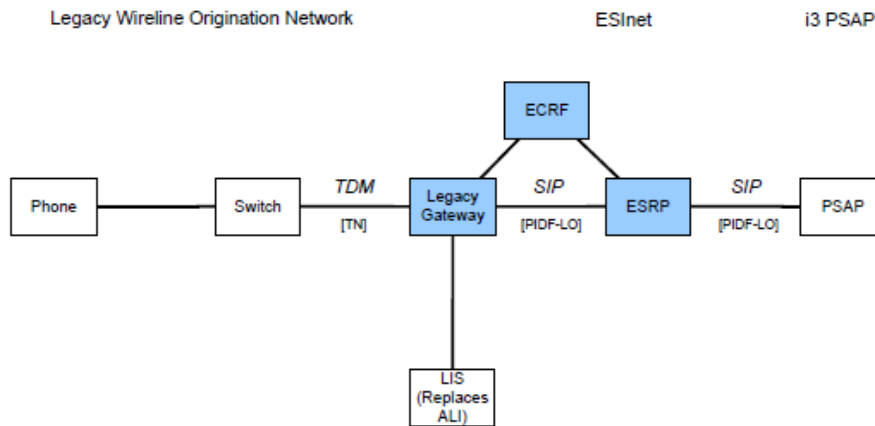 Legacy Wireline Origination Network
ESInet
i3 PSAP
ECRF
Phone
Switch
TDM
[TN]
Legacy
Gateway
SIP
[PIDF-LO]
ESRP
SIP
[PIDF-LO]
PSAP
LIS
(Replaces
ALI)